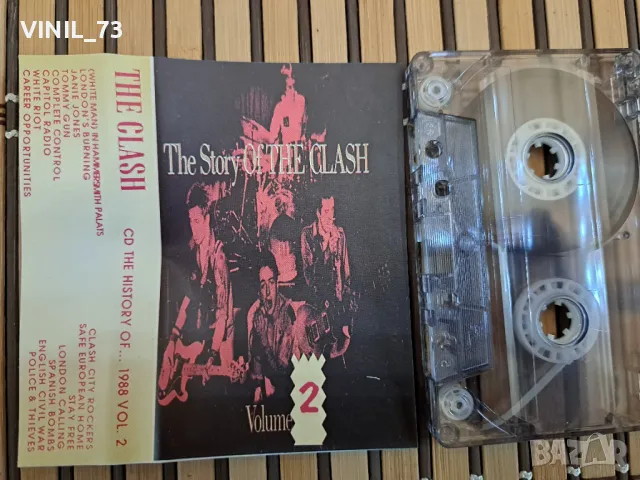 VINIL_73
THE CLASH
CD THE HISTORY OF... 1988 VOL. 2
(WHITE MAN) IN HAMMERSMITH PALAIS
LONDON'S BURNING
JANIE JONES
TOMMY GUN
COMPLETE CONTROL
CAPITOL RADIO
WHITE RIOT
CAREER OPPORTUNITIES
CLASH CITY ROCKERS
SAFE EUROPEAN HOME
STAY FREE
LONDON CALLING
SPANISH BOMBS
ENGLISH CIVIL WAR
POLICE & THIEVES
The Story Of THE CLASH
Volume 2
BAZAR